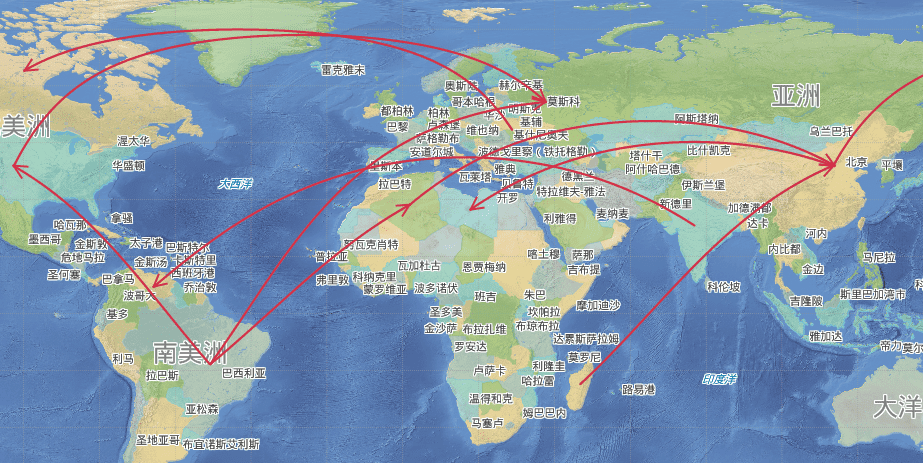 雷克雅未
奥斯陆
赫尔辛基
莫斯科
哥本哈根
明斯克
都柏林
柏林
华沙
基辅
亚洲
美洲
巴黎
卢森堡
维也纳
基什尼奥夫
阿斯塔纳
乌兰巴托
渥太华
萨格勒布
安道尔城
波德戈里察（铁托格勒）
比什凯克
塔什干
北京
平壤
华盛顿
里斯本
雅典
阿什哈巴德
大西洋
拉巴特
瓦莱塔
贝鲁特
德黑兰
伊斯兰堡
开罗
特拉维夫-雅法
新德里
加德满都
哈瓦那
拿骚
利雅得
麦纳麦
达卡
墨西哥
金斯敦
太子港
巴斯特尔
努瓦克肖特
河内
危地马拉
金斯汤
卡斯特里
普拉亚
喀土穆
萨那
内比都
马尼拉
圣何塞
巴拿马
西班牙港
弗里敦
科纳克里
瓦加杜古
恩贾梅纳
吉布提
金边
科
波哥大
乔治敦
蒙罗维亚
波多诺伏
班吉
朱巴
科伦坡
吉隆陂
斯里巴加湾市
基多
圣多美
坎帕拉
摩加迪沙
金沙萨
布拉扎维
布琼布拉
雅加达
帝力
莫尔
南美洲
利马
罗安达
达累斯萨拉姆
莫罗尼
拉巴斯
巴西利亚
卢萨卡
利隆圭
哈拉雷
路易港
印度洋
亚松森
温得和克
姆巴巴内
大洋
圣地亚哥
布宜诺斯艾利斯
马塞卢